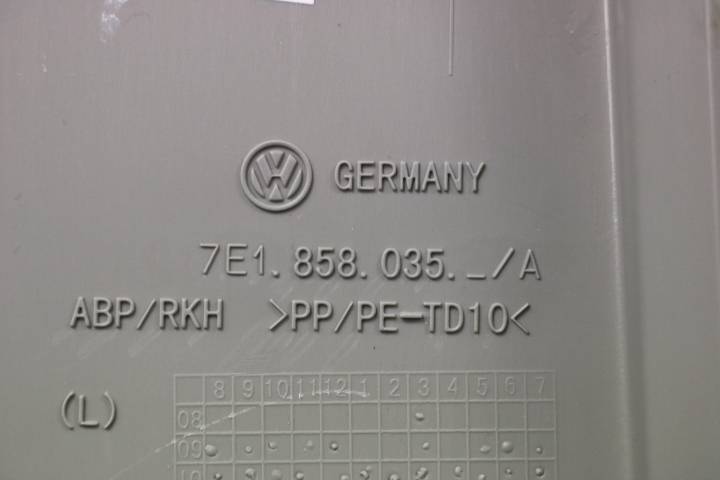 GERMANY
7E1.858.035._/A
ABP/RKH >PP/PE-TD10<
(L)
8 9 10 11 12 1 2 3 4 5 6 7
08
09